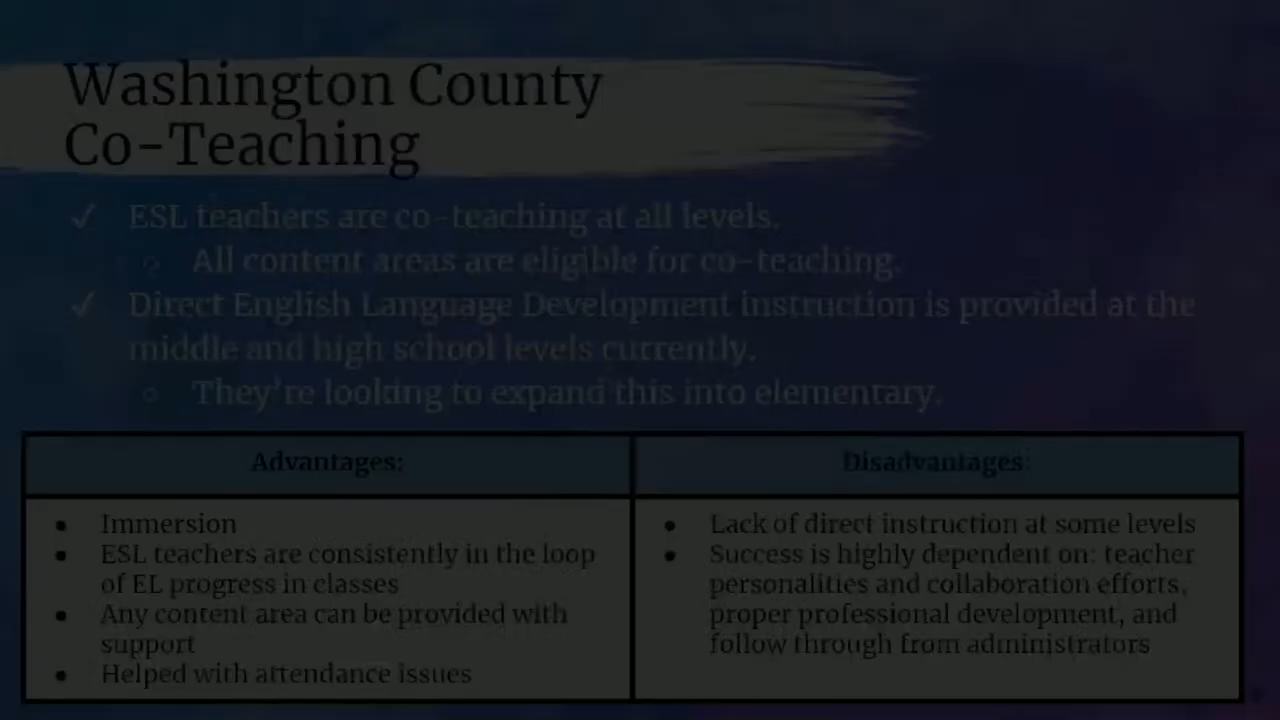 Washington County
Co-Teaching
✓ ESL teachers are co-teaching at all levels.
○ All content areas are eligible for co-teaching.
✓ Direct English Language Development instruction is provided at the
middle and high school levels currently.
○ They're looking to expand this into elementary.
Advantages:
● Immersion
● ESL teachers are consistently in the loop
of EL progress in classes
● Any content area can be provided with
support
● Helped with attendance issues
Disadvantages:
● Lack of direct instruction at some levels
● Success is highly dependent on: teacher
personalities and collaboration efforts,
proper professional development, and
follow through from administrators